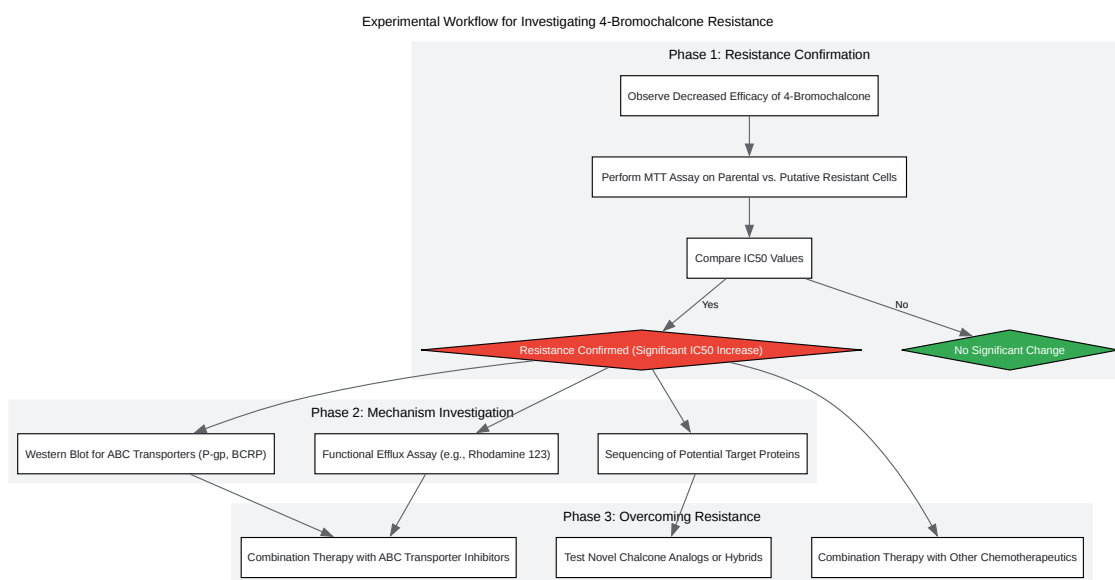 Experimental Workflow for Investigating 4-Bromochalcone Resistance
Phase 1: Resistance Confirmation
Observe Decreased Efficacy of 4-Bromochalcone
Perform MTT Assay on Parental vs. Putative Resistant Cells
Compare IC50 Values
Yes
No
Resistance Confirmed (Significant IC50 Increase)
No Significant Change
Phase 2: Mechanism Investigation
Western Blot for ABC Transporters (P-gp, BCRP)
Functional Efflux Assay (e.g., Rhodamine 123)
Sequencing of Potential Target Proteins
Phase 3: Overcoming Resistance
Combination Therapy with ABC Transporter Inhibitors
Test Novel Chalcone Analogs or Hybrids
Combination Therapy with Other Chemotherapeutics